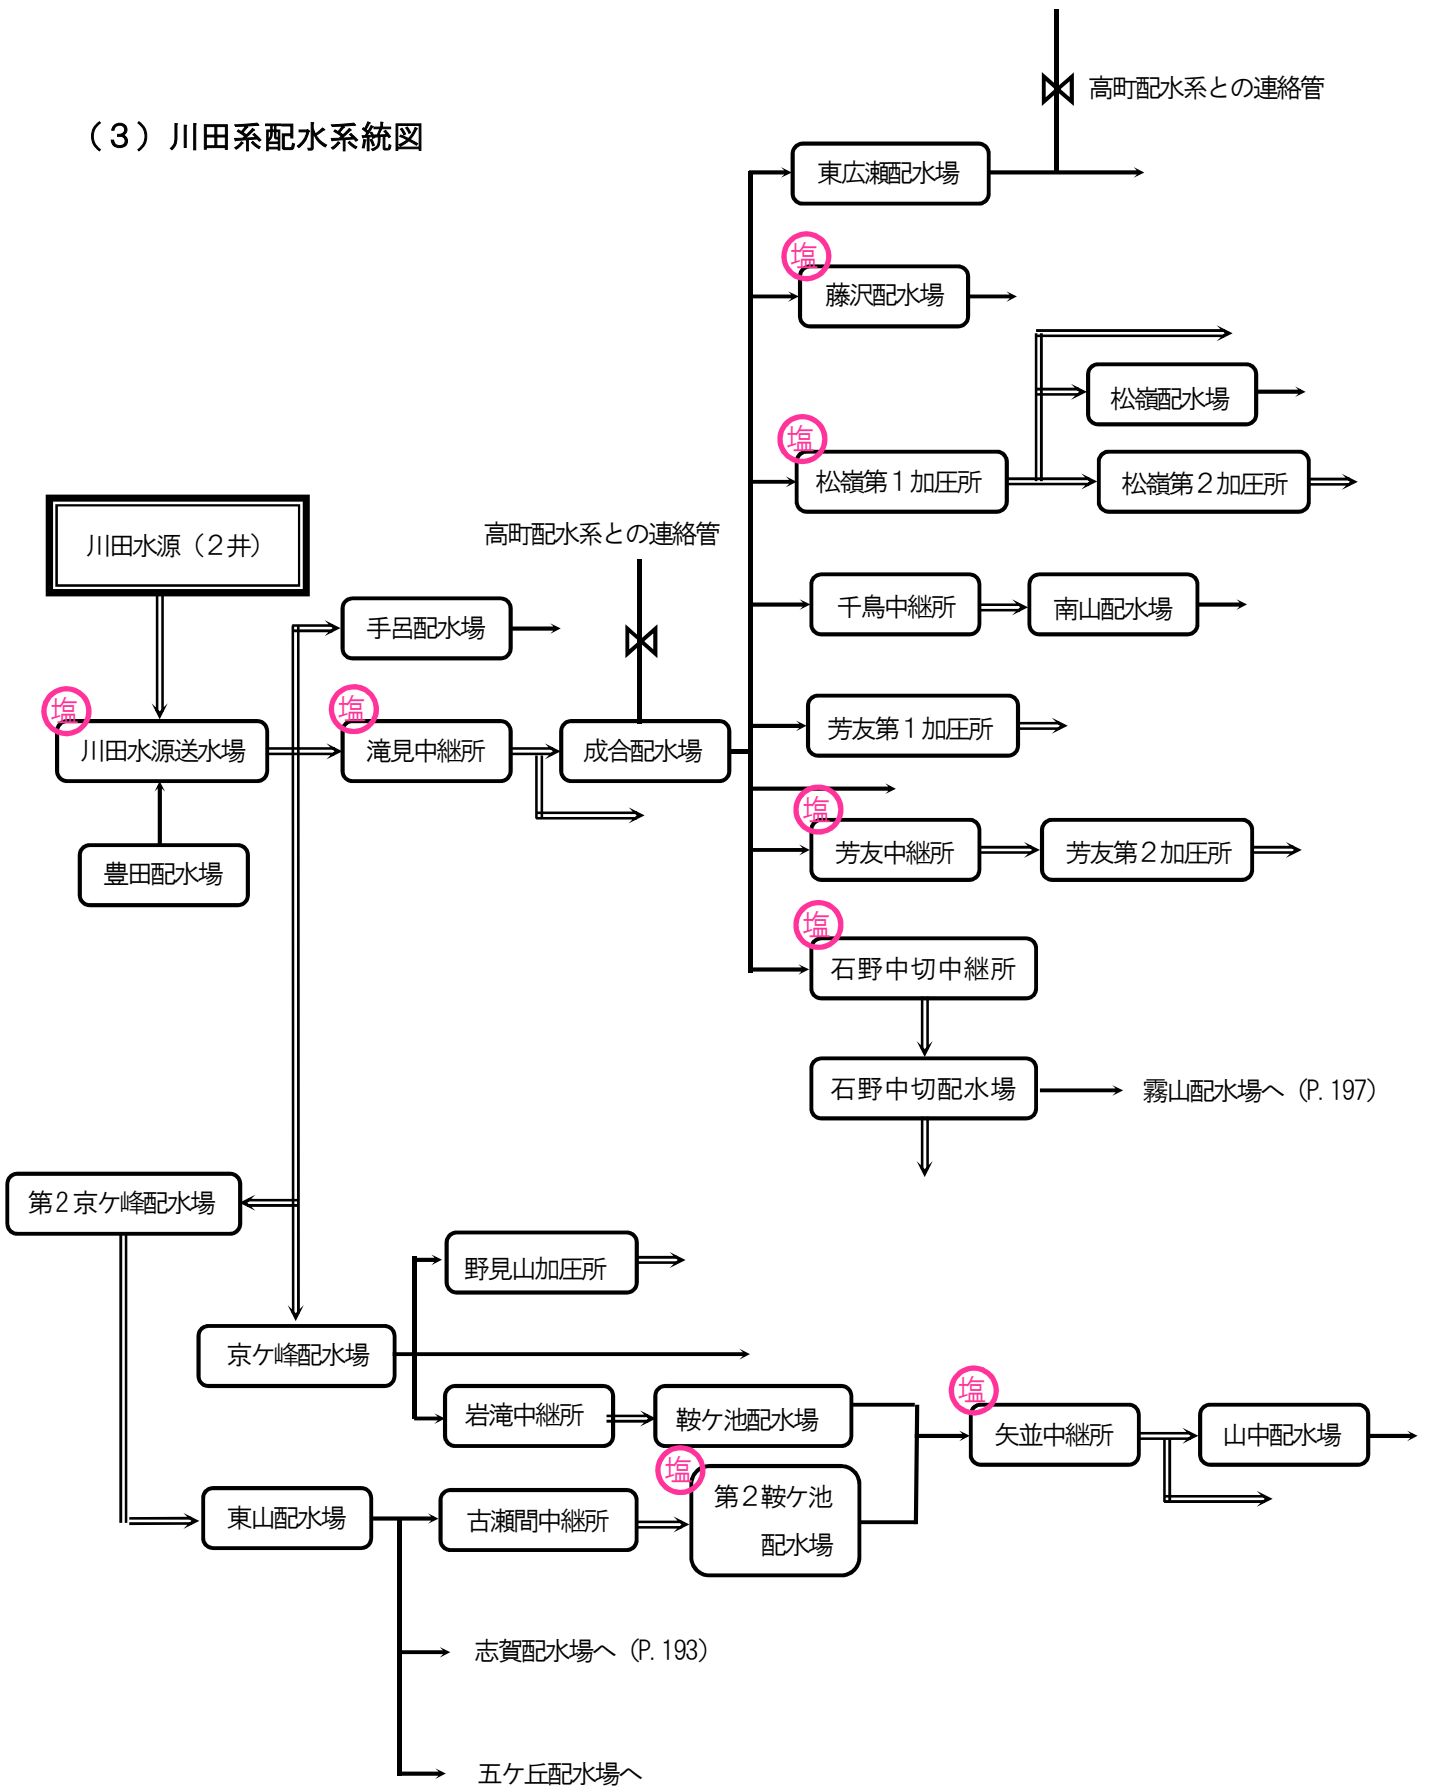 高町配水系との連絡管
（３）川田系配水系統図
東広瀬配水場
塩
藤沢配水場
松嶺配水場
塩
松嶺第１加圧所
松嶺第２加圧所
川田水源（２井）
高町配水系との連絡管
千鳥中継所
南山配水場
手呂配水場
塩
塩
芳友第１加圧所
川田水源送水場
滝見中継所
成合配水場
塩
芳友中継所
芳友第２加圧所
豊田配水場
塩
石野中切中継所
石野中切配水場
霧山配水場へ（P.197）
第２京ケ峰配水場
野見山加圧所
京ケ峰配水場
塩
岩滝中継所
鞍ケ池配水場
矢並中継所
山中配水場
塩
第２鞍ケ池
配水場
東山配水場
古瀬間中継所
志賀配水場へ（P.193）
五ケ丘配水場へ